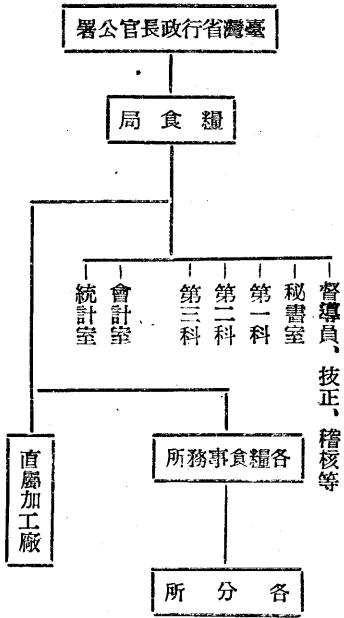 臺灣省行政長官公署
糧食局
督導員、技正、稽核等
秘書室
第一科
第二科
第三科
會計室
統計室
各糧食事務所
直屬加工廠
各分所